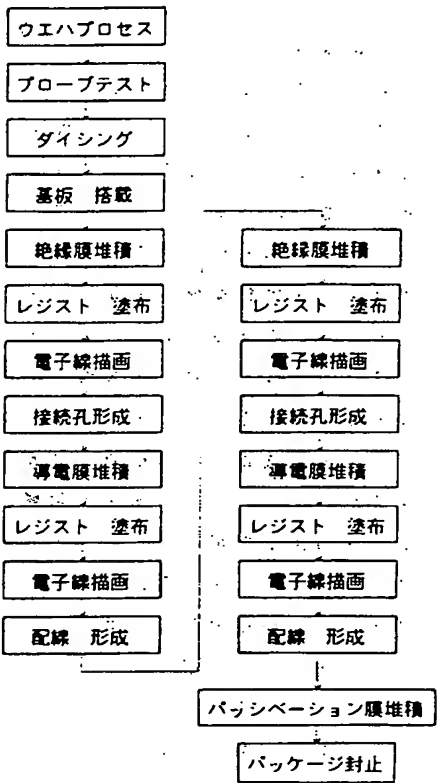 ウエハプロセス
プローブテスト
ダイシング
基板 搭載
絶縁膜堆積
レジスト 塗布
電子線描画
接続孔形成
導電膜堆積
レジスト 塗布
電子線描画
配線 形成
絶縁膜堆積
レジスト 塗布
電子線描画
接続孔形成
導電膜堆積
レジスト 塗布
電子線描画
配線 形成
パッシベーション膜堆積
パッケージ封止